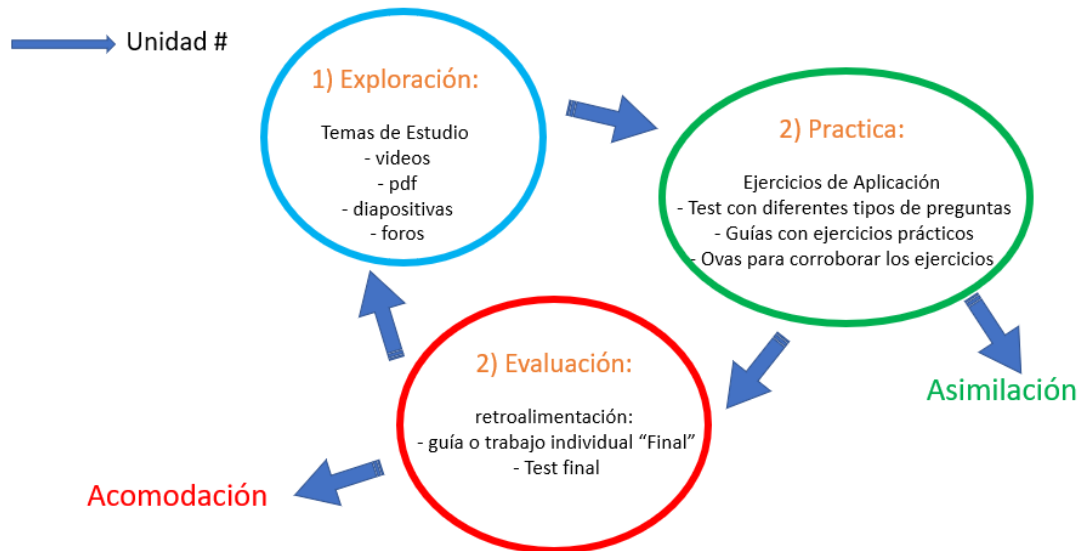 Unidad #
1) Exploración:
Temas de Estudio
- videos
- pdf
- diapositivas
- foros
2) Practica:
Ejercicios de Aplicación
- Test con diferentes tipos de preguntas
- Guías con ejercicios prácticos
- Ovas para corroborar los ejercicios
Asimilación
2) Evaluación:
retroalimentación:
- guía o trabajo individual “Final”
- Test final
Acomodación